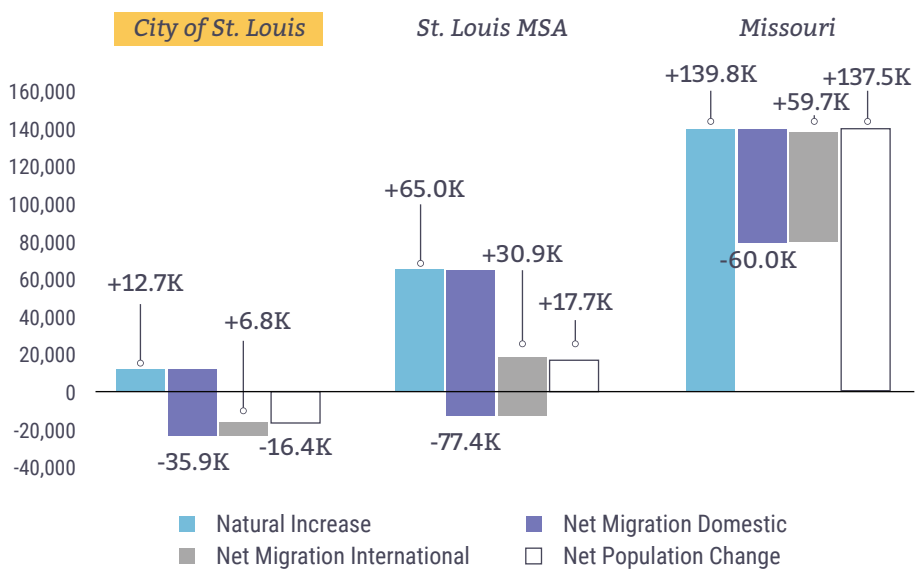 City of St. Louis
St. Louis MSA
Missouri
+139.8K
+137.5K
+59.7K
160,000
140,000
120,000
100,000
80,000
60,000
40,000
20,000
0
-20,000
-40,000
+12.7K
+6.8K
-35.9K
-16.4K
+65.0K
+30.9K
+17.7K
-77.4K
-60.0K
Natural Increase
Net Migration Domestic
Net Migration International
Net Population Change